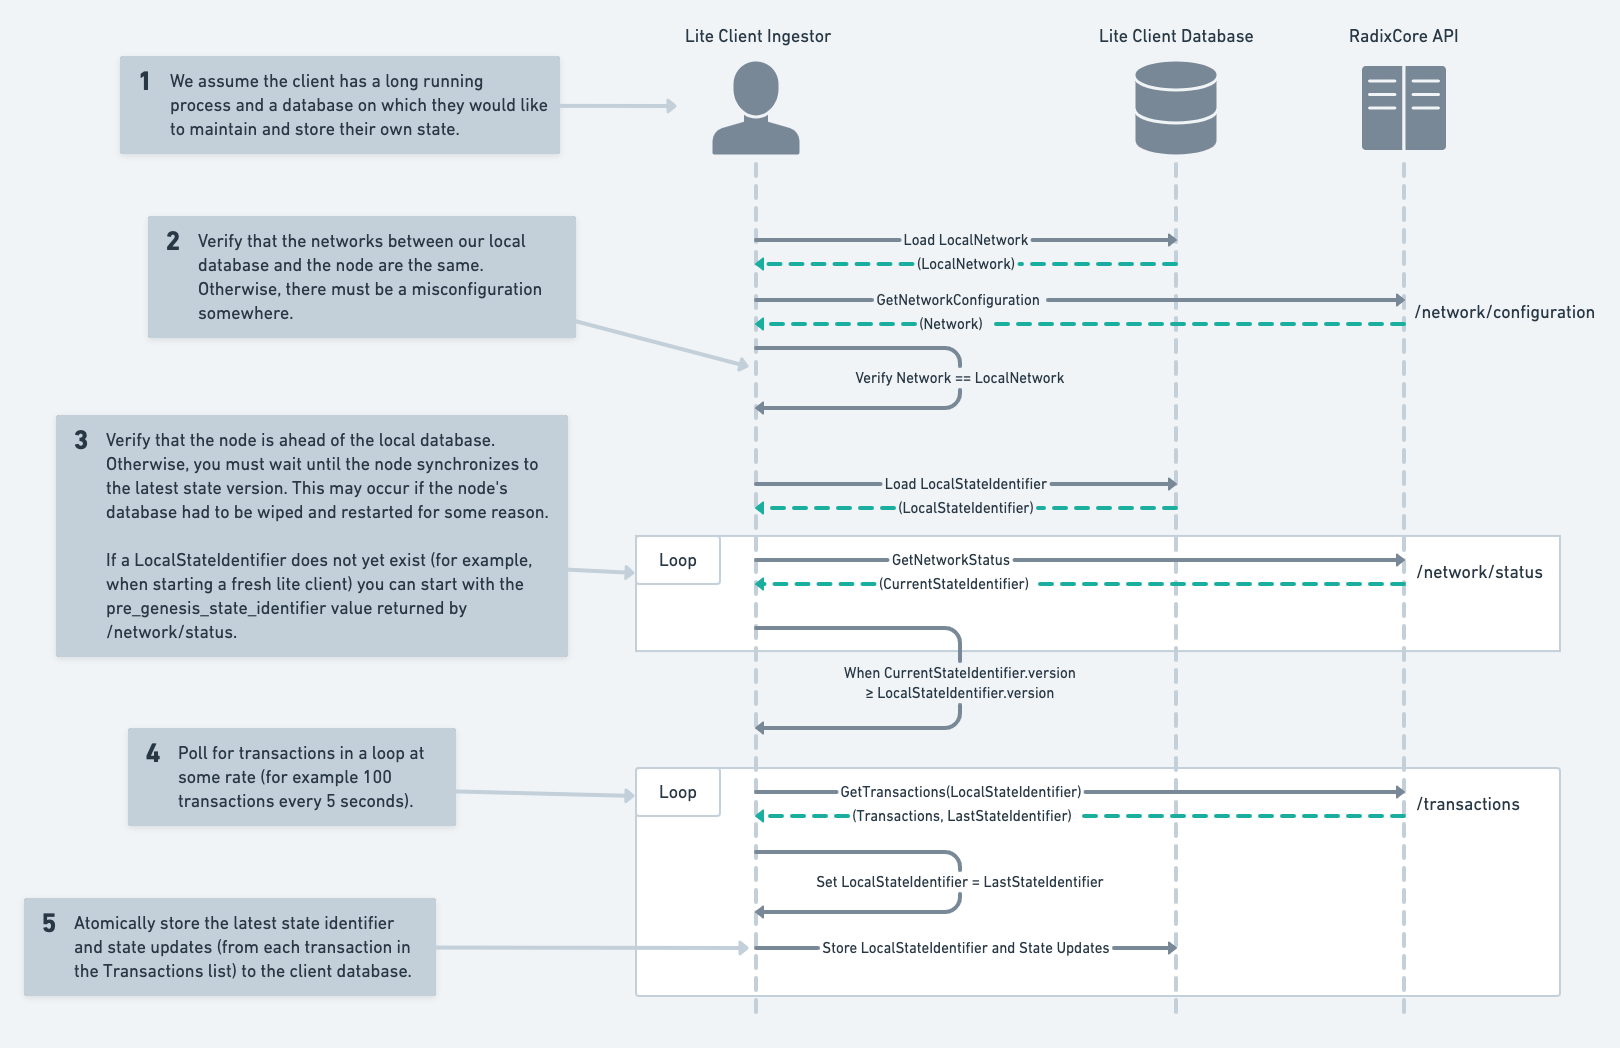 Lite Client Ingestor
Lite Client Database
RadixCore API
1
We assume the client has a long running
process and a database on which they would like
to maintain and store their own state.
2
Verify that the networks between our local
database and the node are the same.
Otherwise, there must be a misconfiguration
somewhere.
Load LocalNetwork
(LocalNetwork)
GetNetworkConfiguration
(Network)
/network/configuration
Verify Network == LocalNetwork
3
Verify that the node is ahead of the local database.
Otherwise, you must wait until the node synchronizes to
the latest state version. This may occur if the node's
database had to be wiped and restarted for some reason.
If a LocalStateIdentifier does not yet exist (for example,
when starting a fresh lite client) you can start with the
pre_genesis_state_identifier value returned by
/network/status.
Load LocalStateIdentifier
(LocalStateIdentifier)
Loop
GetNetworkStatus
(CurrentStateIdentifier)
/network/status
When CurrentStateIdentifier.version
≥ LocalStateIdentifier.version
4
Poll for transactions in a loop at
some rate (for example 100
transactions every 5 seconds).
Loop
GetTransactions(LocalStateIdentifier)
(Transactions, LastStateIdentifier)
/transactions
Set LocalStateIdentifier = LastStateIdentifier
5
Atomically store the latest state identifier
and state updates (from each transaction in
the Transactions list) to the client database.
Store LocalStateIdentifier and State Updates